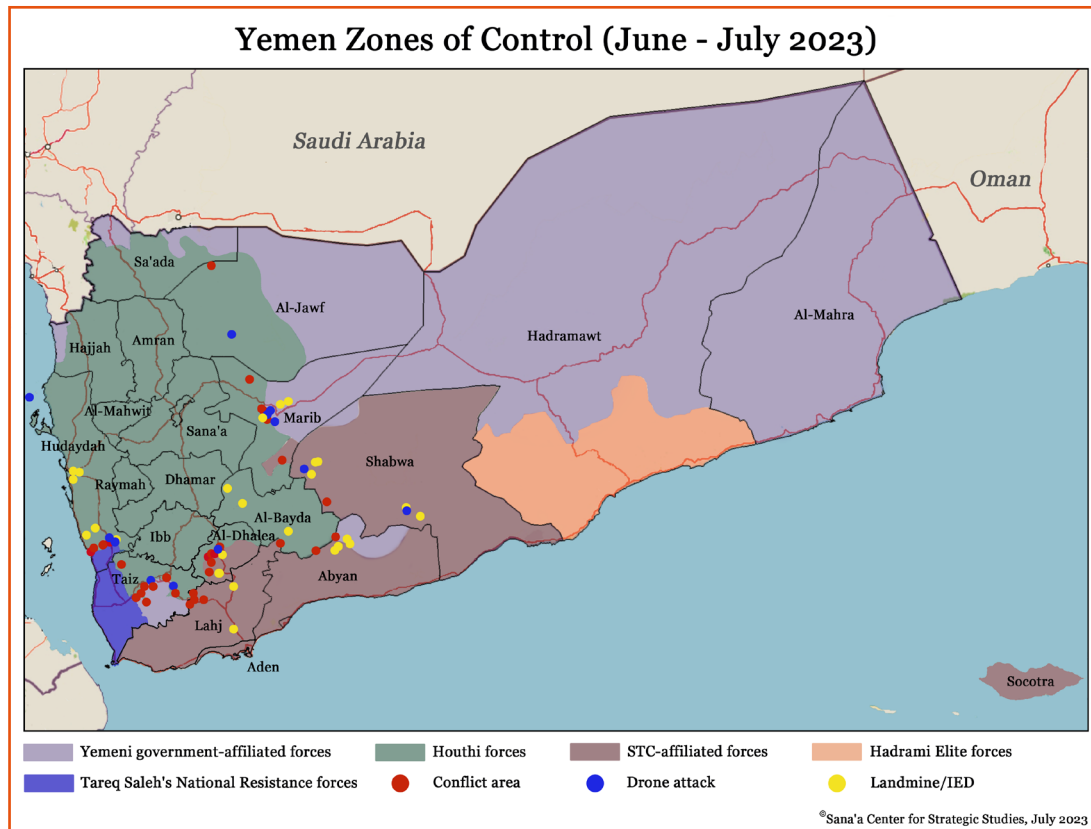 Yemen Zones of Control (June - July 2023)
Saudi Arabia
Oman
Sa'ada
Al-Jawf
Hadramawt
Al-Mahra
Hajjah
Amran
Al-Mahwit
Marib
Sana'a
Hudaydah
Shabwa
Raymah
Dhamar
Al-Bayda
Ibb
Al-Dhalea
Taiz
Abyan
Lahj
Aden
Socotra
Yemeni government-affiliated forces
Houthi forces
STC-affiliated forces
Hadrami Elite forces
Tareq Saleh's National Resistance forces
Conflict area
Drone attack
Landmine/IED
©Sana'a Center for Strategic Studies, July 2023